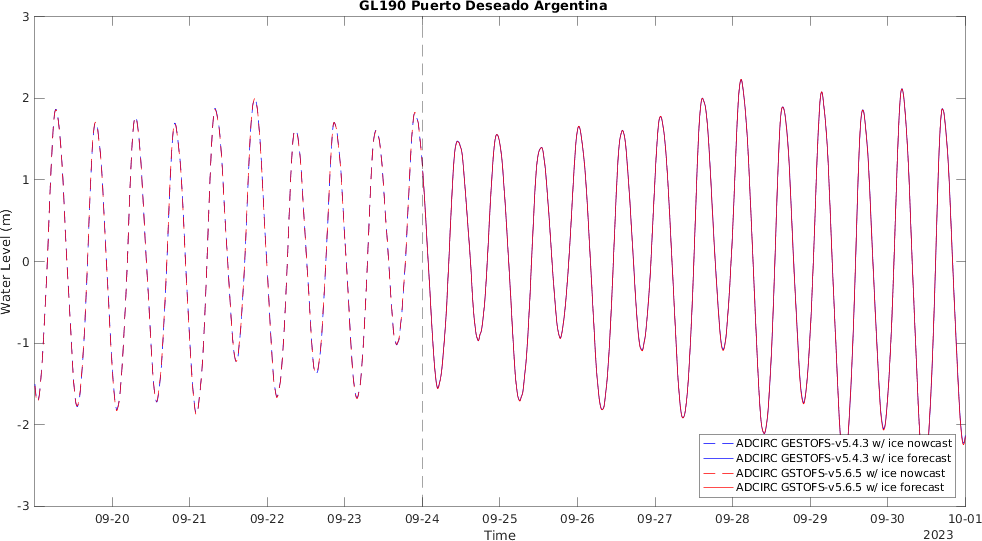 GL190 Puerto Deseado Argentina
3
2
1
0
-1
-2
-3
Water Level (m)
ADCIRC GESTOFS-v5.4.3 w/ ice nowcast
ADCIRC GESTOFS-v5.4.3 w/ ice forecast
ADCIRC GSTOFS-v5.6.5 w/ ice nowcast
ADCIRC GSTOFS-v5.6.5 w/ ice forecast
09-20 09-21 09-22 09-23 09-24 09-25 09-26 09-27 09-28 09-29 09-30 10-01
Time
2023